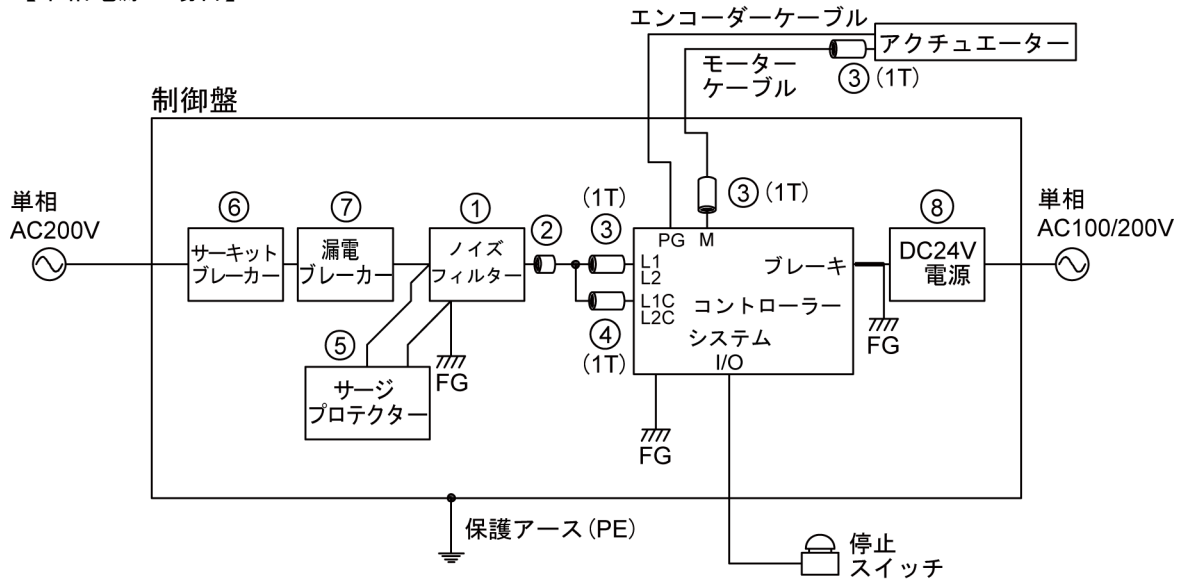 エンコーダーケーブル
アクチュエーター
モーター
ケーブル
③(1T)
制御盤
単相
AC200V
⑥
サーキット
ブレーカー
⑦
漏電
ブレーカー
①
ノイズ
フィルター
②
(1T)
③
③(1T)
PG M
L1
L2
L1C
L2C
ブレーキ
コントローラー
システム
I/O
④
(1T)
⑧
DC24V
電源
単相
AC100/200V
FG
⑤
サージ
プロテクター
FG
FG
保護アース(PE)
停止
スイッチ